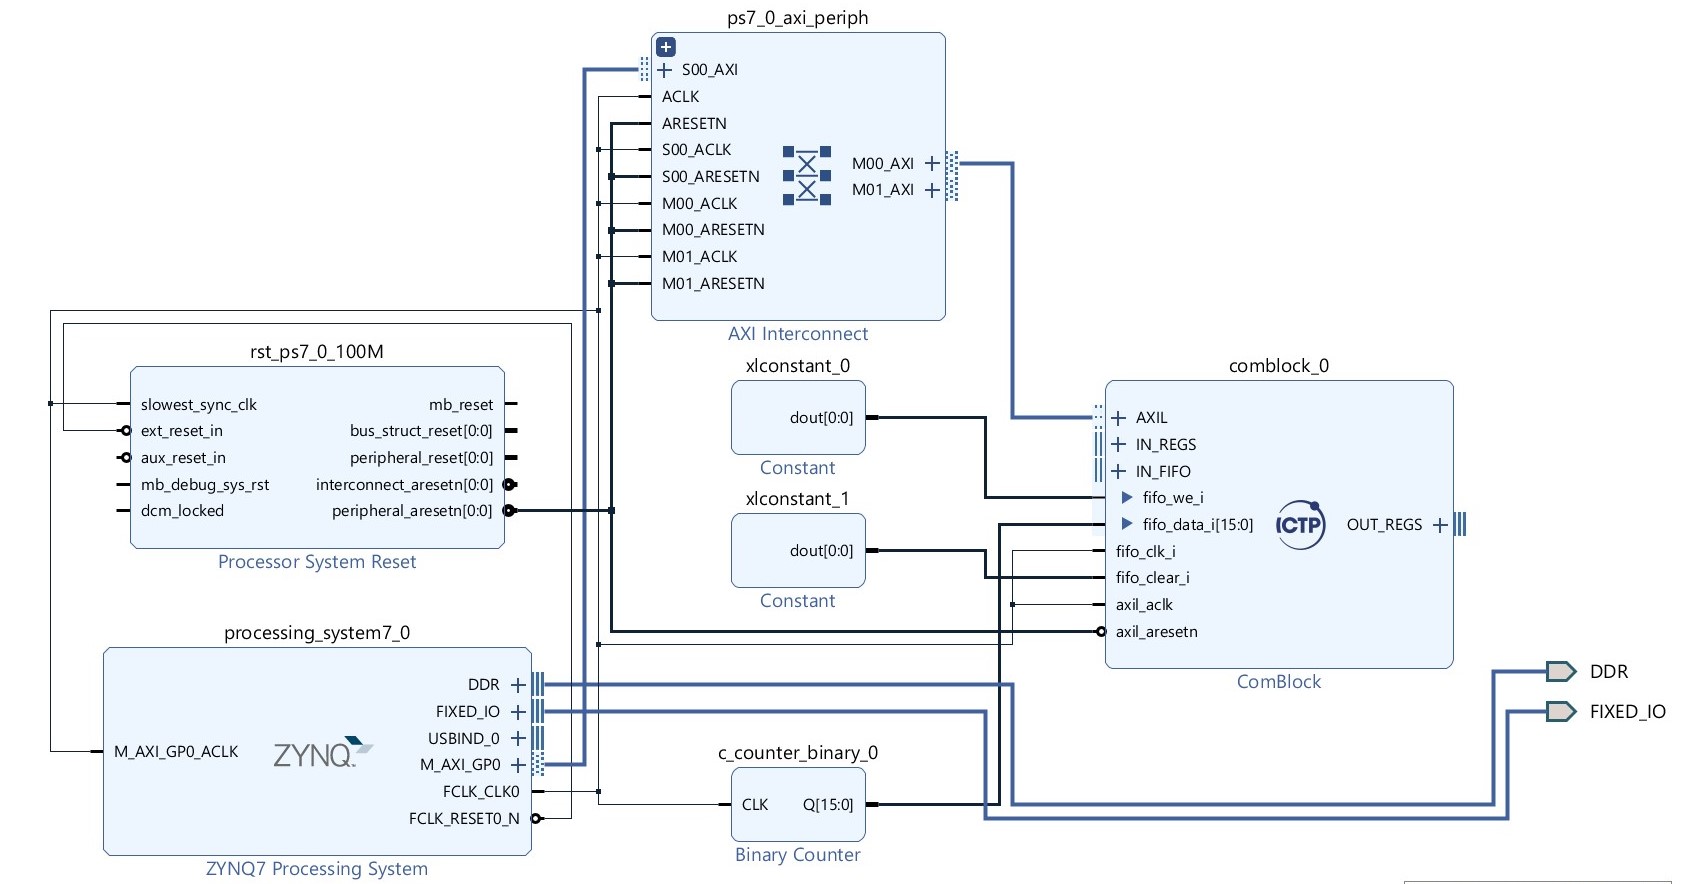 ps7_0_axi_periph
S00_AXI
ACLK
ARESETN
S00_ACLK
S00_ARESETN
M00_ACLK
M00_ARESETN
M01_ACLK
M01_ARESETN
M00_AXI
M01_AXI
AXI Interconnect
rst_ps7_0_100M
slowest_sync_clk
ext_reset_in
aux_reset_in
mb_debug_sys_rst
dcm_locked
mb_reset
bus_struct_reset[0:0]
peripheral_reset[0:0]
interconnect_aresetn[0:0]
peripheral_aresetn[0:0]
Processor System Reset
xlconstant_0
dout[0:0]
Constant
xlconstant_1
dout[0:0]
Constant
comblock_0
AXIL
IN_REGS
IN_FIFO
fifo_we_i
fifo_data_i[15:0]
fifo_clk_i
fifo_clear_i
axil_aclk
axil_aresetn
ICTP
OUT_REGS
ComBlock
processing_system7_0
M_AXI_GP0_ACLK
ZYNQ
DDR
FIXED_IO
USBIND_0
M_AXI_GP0
FCLK_CLK0
FCLK_RESET0_N
ZYNQ7 Processing System
c_counter_binary_0
CLK
Q[15:0]
Binary Counter
DDR
FIXED_IO